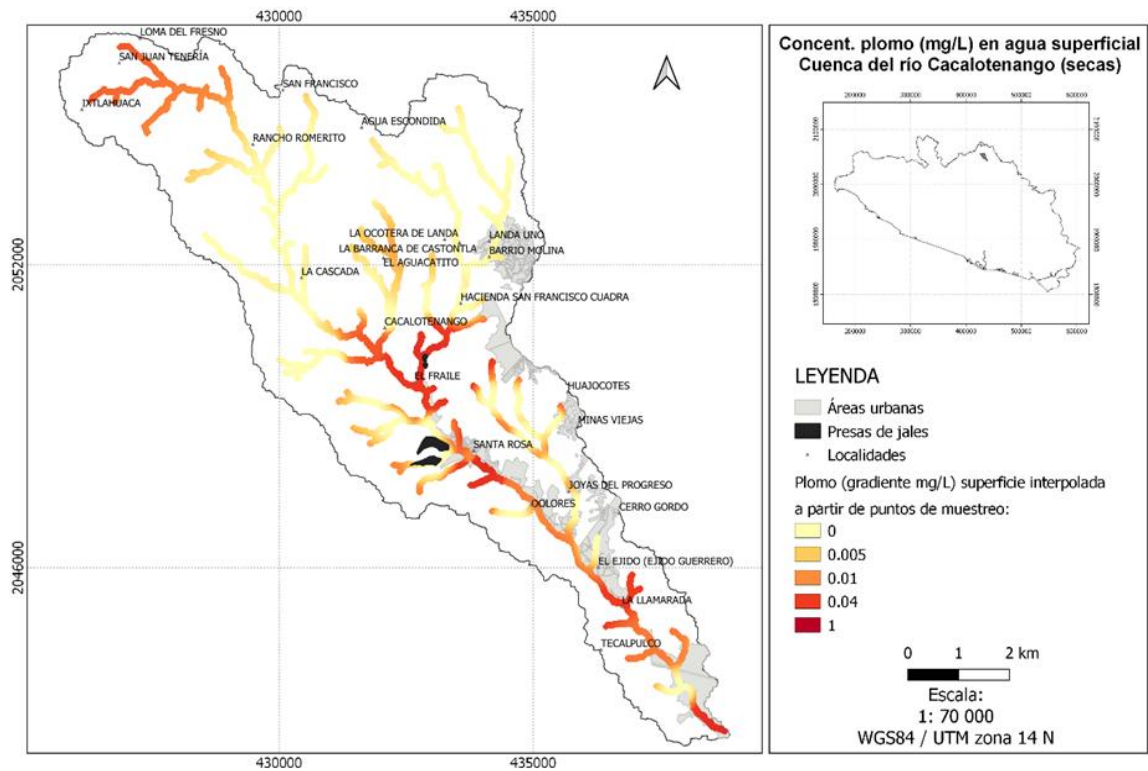 430000
435000
LOMA DEL FRESNO
SAN JUAN TENERÍA
SAN FRANCISCO
IXTLAHUACA
AGUA ESCONDIDA
RANCHO ROMERITO
LA OCOTERA DE LANDA
LANDA UNO
LA BARRANCA DE CASTONTLA
BARRIO MOLINA
EL AGUACATITO
2052000
LA CASCADA
HACIENDA SAN FRANCISCO CUADRA
CACALOTENANGO
EL FRAILE
HUAJOCOTES
MINAS VIEJAS
SANTA ROSA
JOYAS DEL PROGRESO
DOLORES
CERRO GORDO
EL EJIDO (EJIDO GUERRERO)
2046000
LA LLAMARADA
TECALPULCO
430000
435000
Concent. plomo (mg/L) en agua superficial
Cuenca del río Cacalotenango (secas)
LEYENDA
Áreas urbanas
Presas de jales
Localidades
Plomo (gradiente mg/L) superficie interpolada
a partir de puntos de muestreo:
0
0.005
0.01
0.04
1
0 1 2 km
Escala:
1: 70 000
WGS84 / UTM zona 14 N